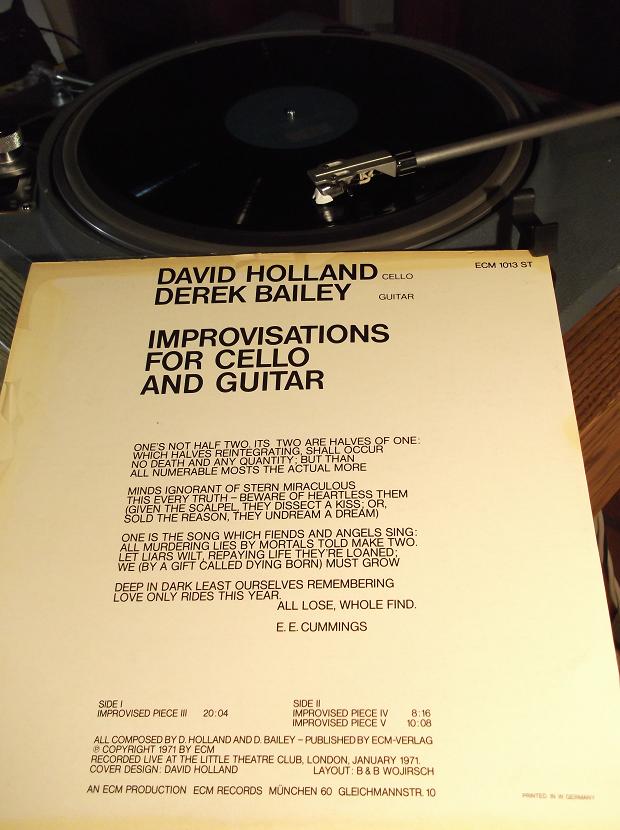 DAVID HOLLAND CELLO
DEREK BAILEY GUITAR
ECM 1013 ST
IMPROVISATIONS
FOR CELLO
AND GUITAR
ONE'S NOT HALF TWO. ITS TWO ARE HALVES OF ONE:
WHICH HALVES REINTEGRATING, SHALL OCCUR
NO DEATH AND ANY QUANTITY; BUT THAN
ALL NUMERABLE MOSTS THE ACTUAL MORE
MINDS IGNORANT OF STERN MIRACULOUS
THIS EVERY TRUTH – BEWARE OF HEARTLESS THEM
(GIVEN THE SCALPEL, THEY DISSECT A KISS; OR,
SOLD THE REASON, THEY UNDREAM A DREAM)
ONE IS THE SONG WHICH FIENDS AND ANGELS SING:
ALL MURDERING LIES BY MORTALS TOLD MAKE TWO.
LET LIARS WILT, REPAYING LIFE THEY'RE LOANED;
WE (BY A GIFT CALLED DYING BORN) MUST GROW
DEEP IN DARK LEAST OURSELVES REMEMBERING
LOVE ONLY RIDES THIS YEAR.
ALL LOSE, WHOLE FIND.
E. E. CUMMINGS
SIDE I
IMPROVISED PIECE III 20:04
SIDE II
IMPROVISED PIECE IV 8:16
IMPROVISED PIECE V 10:08
ALL COMPOSED BY D. HOLLAND AND D. BAILEY – PUBLISHED BY ECM-VERLAG
℗ COPYRIGHT 1971 BY ECM
RECORDED LIVE AT THE LITTLE THEATRE CLUB, LONDON, JANUARY 1971.
COVER DESIGN: DAVID HOLLAND LAYOUT: B & B WOJIRSCH
AN ECM PRODUCTION ECM RECORDS MÜNCHEN 60 GLEICHMANNSTR. 10
PRINTED IN W. GERMANY